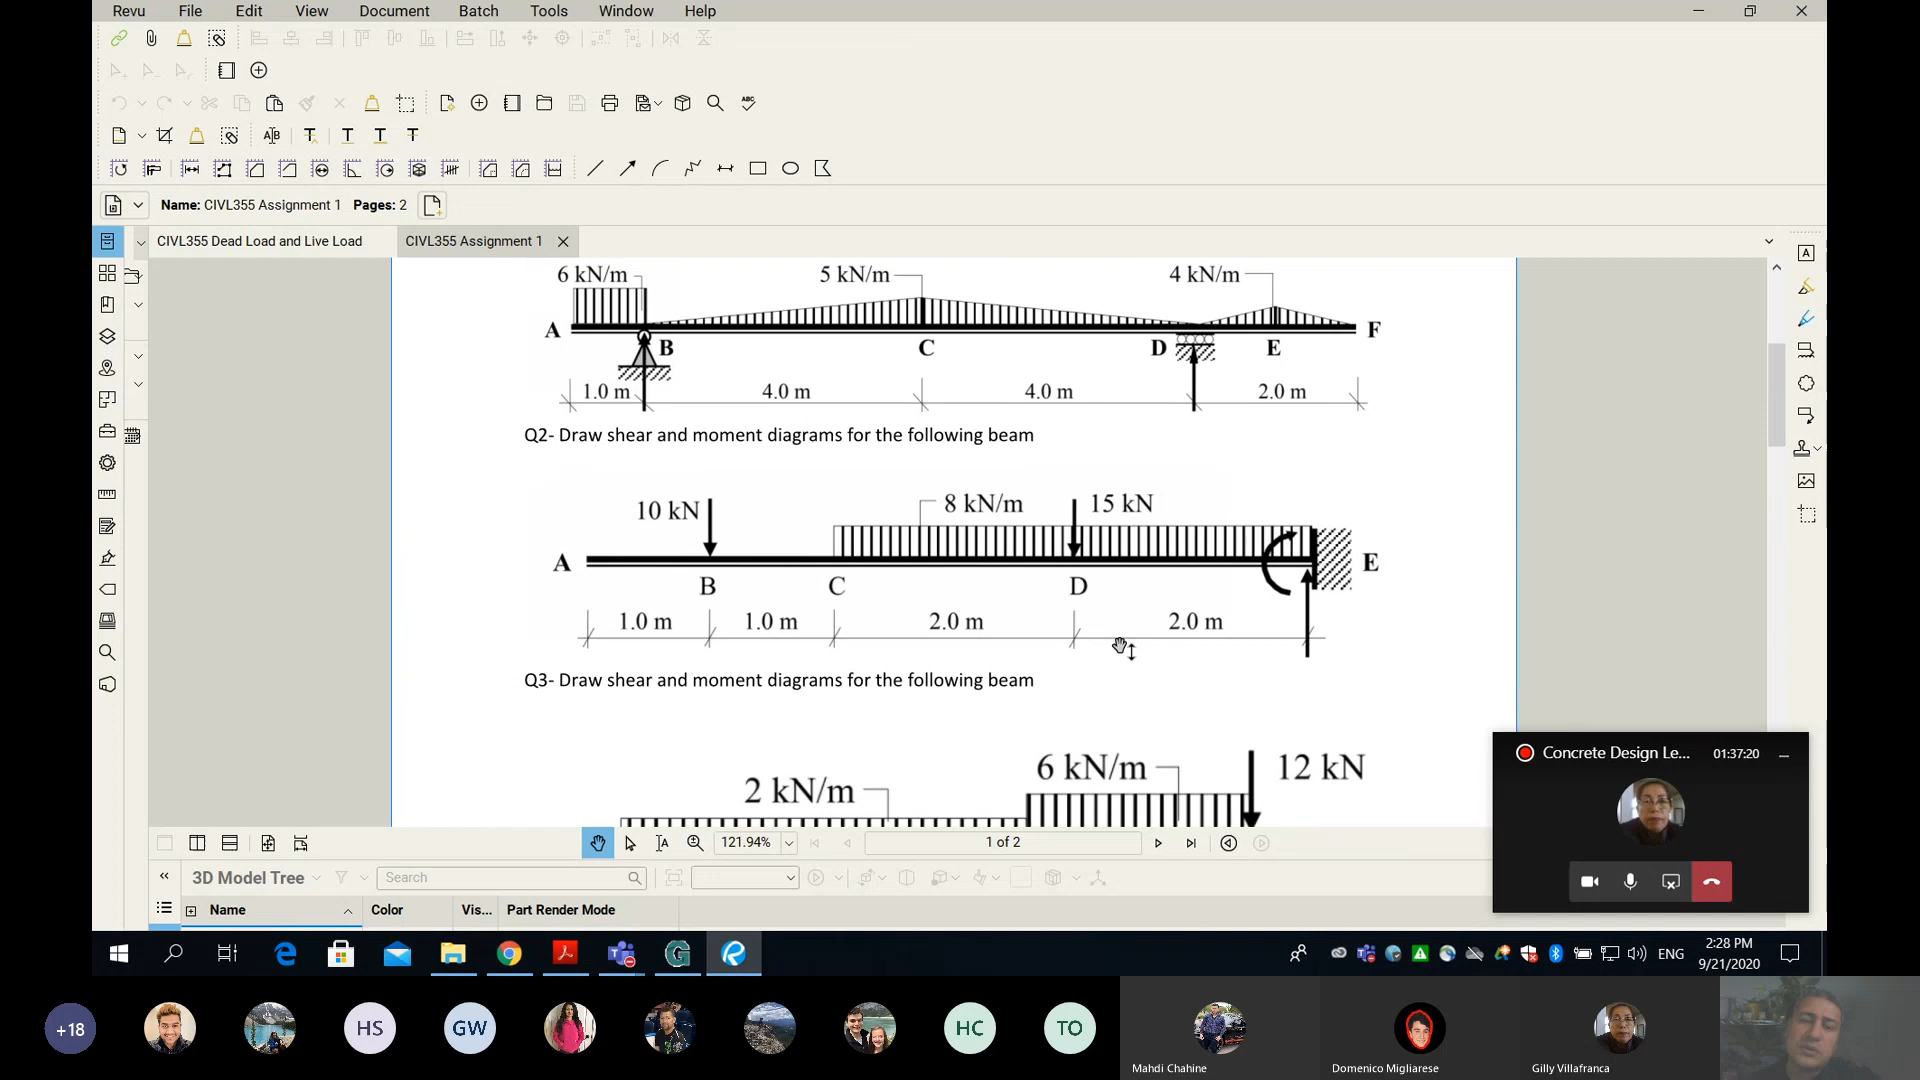 Revu File Edit View Document Batch Tools Window Help
Name: CIVL355 Assignment 1 Pages: 2
CIVL355 Dead Load and Live Load CIVL355 Assignment 1
6 kN/m 5 kN/m 4 kN/m
A F
B C D E
1.0 m 4.0 m 4.0 m 2.0 m
Q2- Draw shear and moment diagrams for the following beam
10 kN 8 kN/m 15 kN
A E
B C D
1.0 m 1.0 m 2.0 m 2.0 m
Q3- Draw shear and moment diagrams for the following beam
2 kN/m 6 kN/m 12 kN
Concrete Design Le... 01:37:20
121.94% 1 of 2
3D Model Tree Search
Name Color Vis... Part Render Mode
ENG 2:28 PM
9/21/2020
+18 HS GW HC TO
Mahdi Chahine Domenico Migliarese Gilly Villafranca